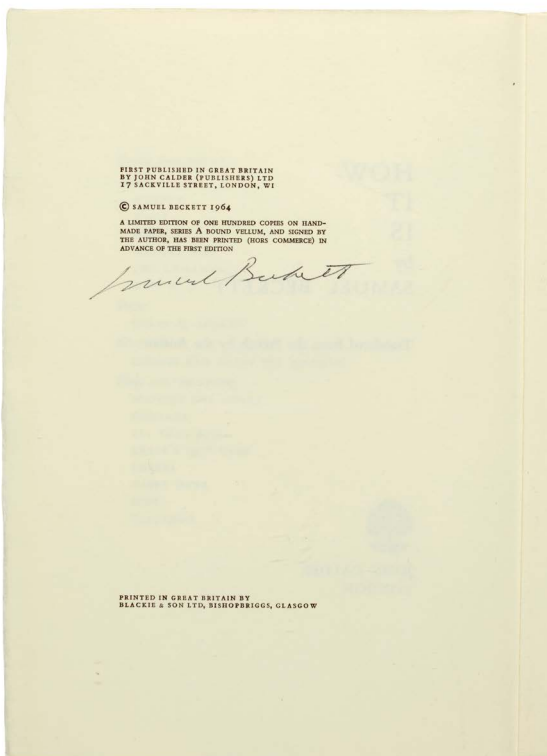 FIRST PUBLISHED IN GREAT BRITAIN
BY JOHN CALDER (PUBLISHERS) LTD
17 SACKVILLE STREET, LONDON, WI
© SAMUEL BECKETT 1964
A LIMITED EDITION OF ONE HUNDRED COPIES ON HAND-
MADE PAPER, SERIES A BOUND VELLUM, AND SIGNED BY
THE AUTHOR, HAS BEEN PRINTED (HORS COMMERCE) IN
ADVANCE OF THE FIRST EDITION
Samuel Beckett
PRINTED IN GREAT BRITAIN BY
BLACKIE & SON LTD, BISHOPBRIGGS, GLASGOW